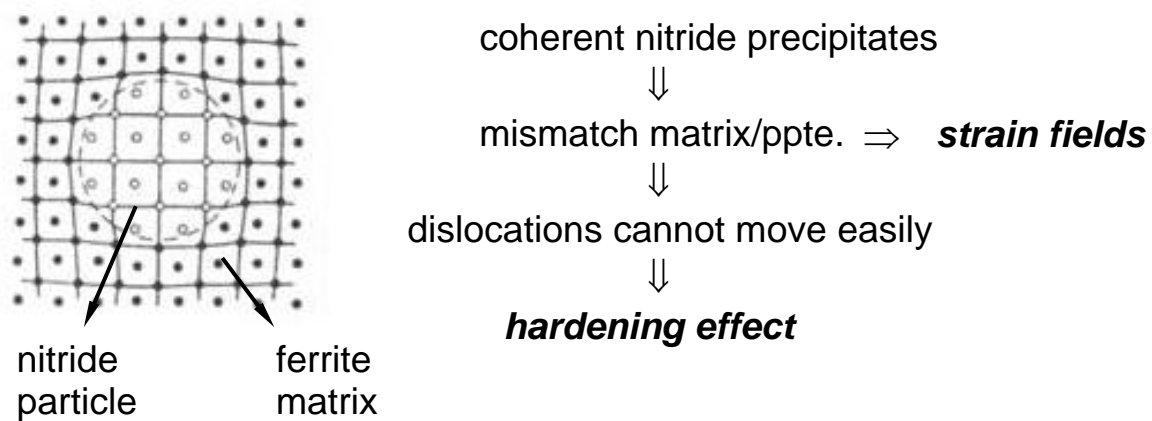 coherent nitride precipitates
⇓
mismatch matrix/ppte. ⇒ strain fields
⇓
dislocations cannot move easily
⇓
hardening effect
nitride
particle
ferrite
matrix